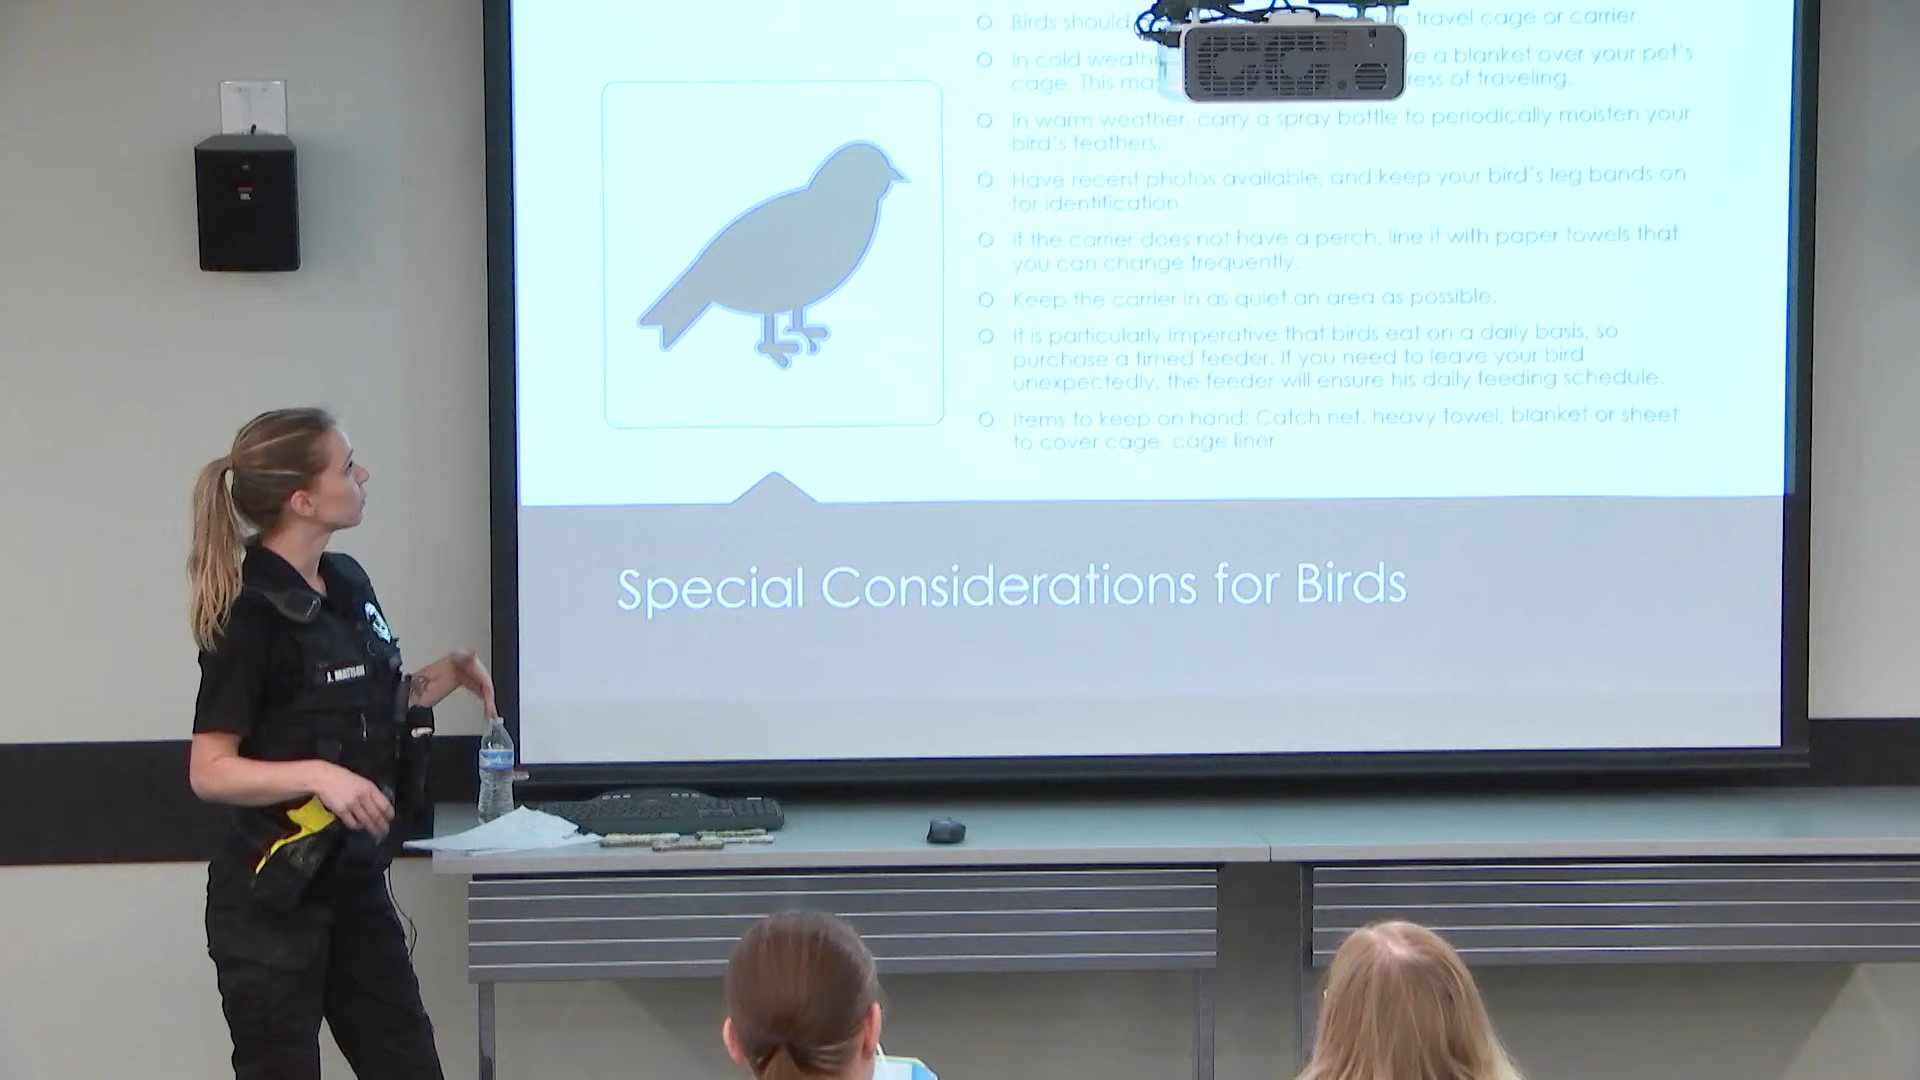 Birds should travel cage or carrier.
In cold weath e a blanket over your pet's
cage. This ma ress of traveling.
In warm weather, carry a spray bottle to periodically moisten your
bird's feathers.
Have recent photos available, and keep your bird's leg bands on
for identification.
If the carrier does not have a perch, line it with paper towels that
you can change frequently.
Keep the carrier in as quiet an area as possible.
It is particularly imperative that birds eat on a daily basis, so
purchase a timed feeder. If you need to leave your bird
unexpectedly, the feeder will ensure his daily feeding schedule.
Items to keep on hand: Catch net, heavy towel, blanket or sheet
to cover cage, cage liner.
Special Considerations for Birds
J. MATISON
JBL